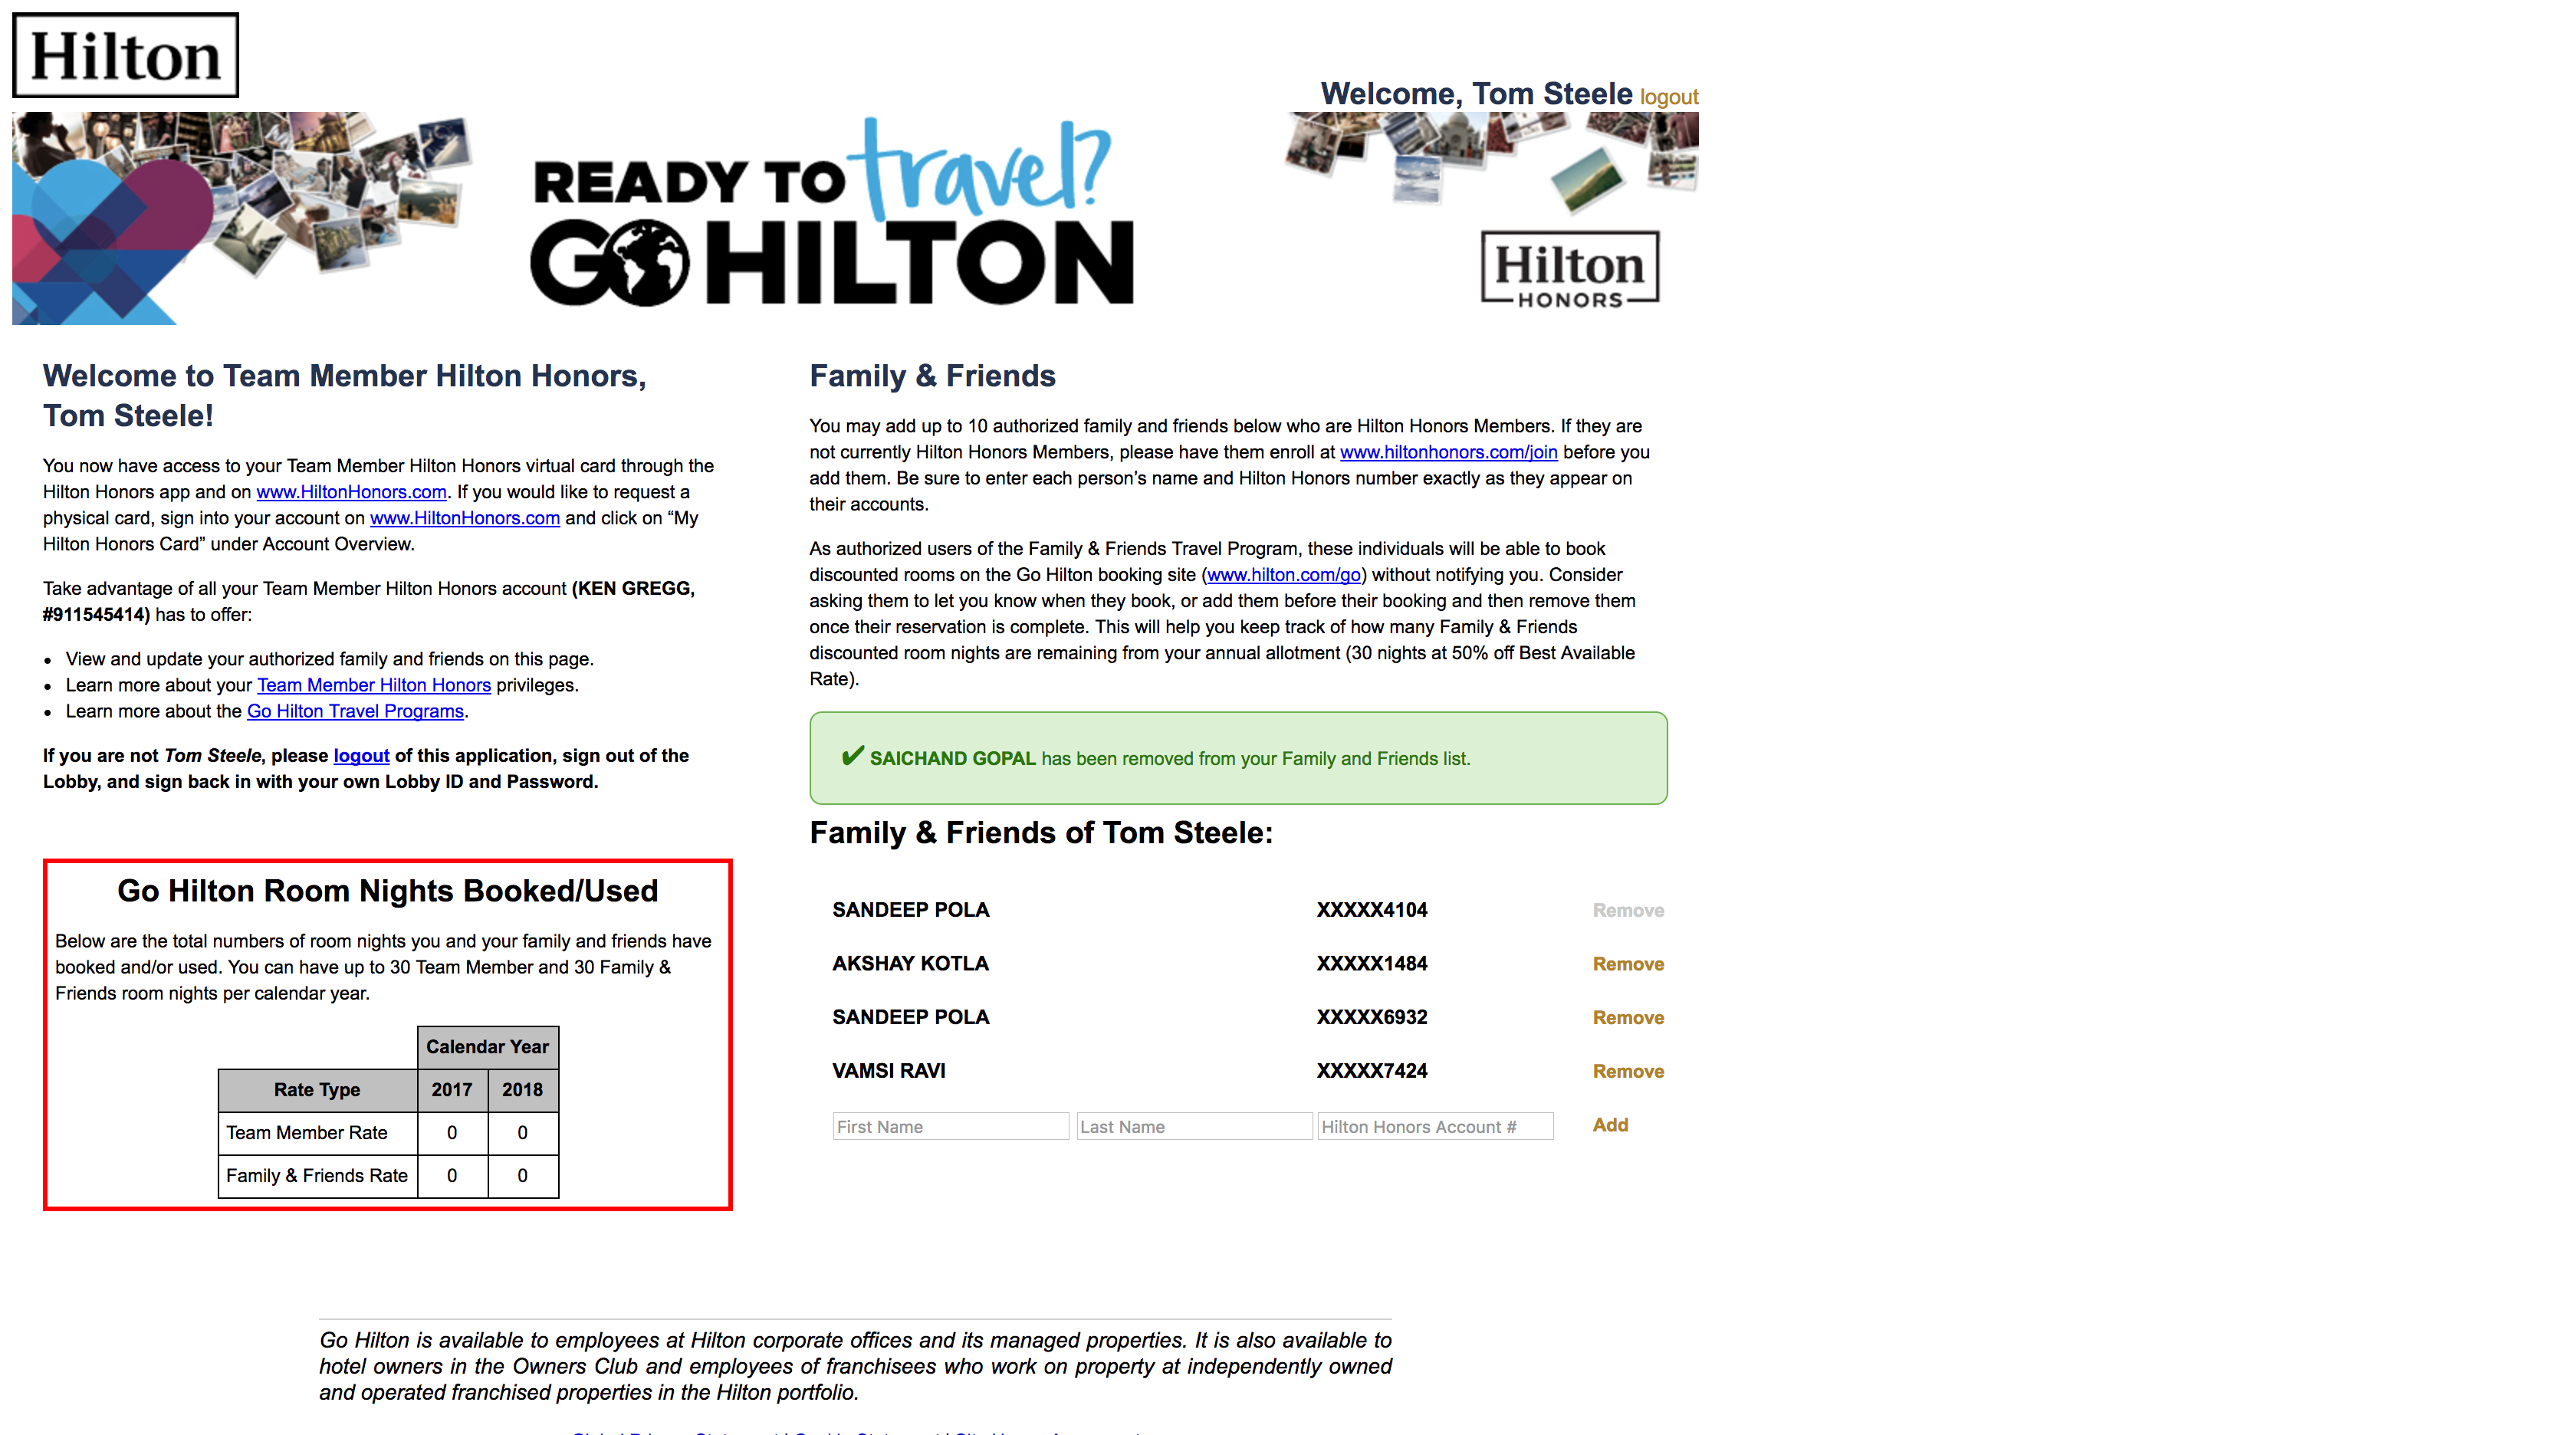 Hilton
Welcome, Tom Steele logout
READY TO travel?
GO HILTON
Hilton
HONORS
Welcome to Team Member Hilton Honors,
Tom Steele!
You now have access to your Team Member Hilton Honors virtual card through the
Hilton Honors app and on www.HiltonHonors.com. If you would like to request a
physical card, sign into your account on www.HiltonHonors.com and click on “My
Hilton Honors Card” under Account Overview.
Take advantage of all your Team Member Hilton Honors account (KEN GREGG,
#911545414) has to offer:
• View and update your authorized family and friends on this page.
• Learn more about your Team Member Hilton Honors privileges.
• Learn more about the Go Hilton Travel Programs.
If you are not Tom Steele, please logout of this application, sign out of the
Lobby, and sign back in with your own Lobby ID and Password.
Go Hilton Room Nights Booked/Used
Below are the total numbers of room nights you and your family and friends have
booked and/or used. You can have up to 30 Team Member and 30 Family &
Friends room nights per calendar year.
Calendar Year
Rate Type 2017 2018
Team Member Rate 0 0
Family & Friends Rate 0 0
Family & Friends
You may add up to 10 authorized family and friends below who are Hilton Honors Members. If they are
not currently Hilton Honors Members, please have them enroll at www.hiltonhonors.com/join before you
add them. Be sure to enter each person’s name and Hilton Honors number exactly as they appear on
their accounts.
As authorized users of the Family & Friends Travel Program, these individuals will be able to book
discounted rooms on the Go Hilton booking site (www.hilton.com/go) without notifying you. Consider
asking them to let you know when they book, or add them before their booking and then remove them
once their reservation is complete. This will help you keep track of how many Family & Friends
discounted room nights are remaining from your annual allotment (30 nights at 50% off Best Available
Rate).
✔ SAICHAND GOPAL has been removed from your Family and Friends list.
Family & Friends of Tom Steele:
SANDEEP POLA XXXXX4104 Remove
AKSHAY KOTLA XXXXX1484 Remove
SANDEEP POLA XXXXX6932 Remove
VAMSI RAVI XXXXX7424 Remove
First Name Last Name Hilton Honors Account # Add
Go Hilton is available to employees at Hilton corporate offices and its managed properties. It is also available to
hotel owners in the Owners Club and employees of franchisees who work on property at independently owned
and operated franchised properties in the Hilton portfolio.